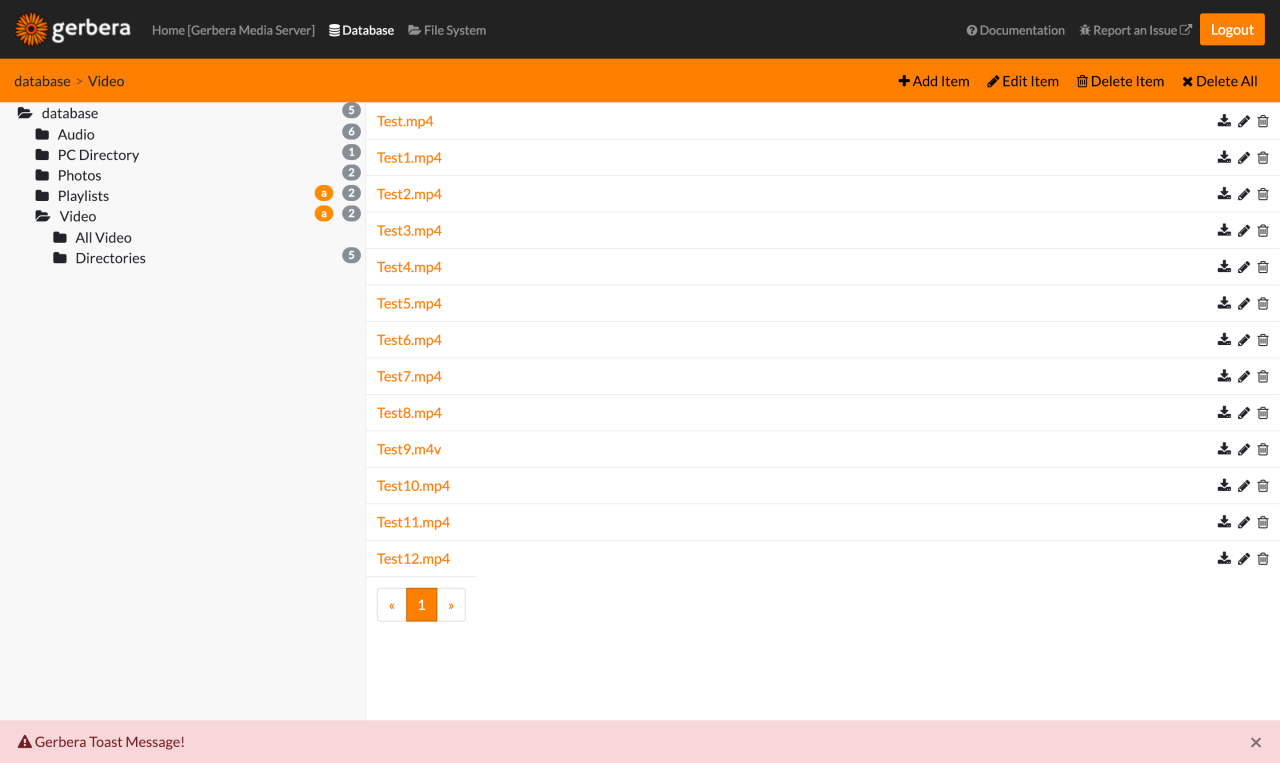 gerbera Home [Gerbera Media Server] Database File System Documentation Report an Issue Logout
database > Video + Add Item Edit Item Delete Item Delete All
database 5
Audio 6
PC Directory 1
Photos 2
Playlists a 2
Video a 2
All Video
Directories 5
Test.mp4
Test1.mp4
Test2.mp4
Test3.mp4
Test4.mp4
Test5.mp4
Test6.mp4
Test7.mp4
Test8.mp4
Test9.m4v
Test10.mp4
Test11.mp4
Test12.mp4
« 1 »
Gerbera Toast Message! ×